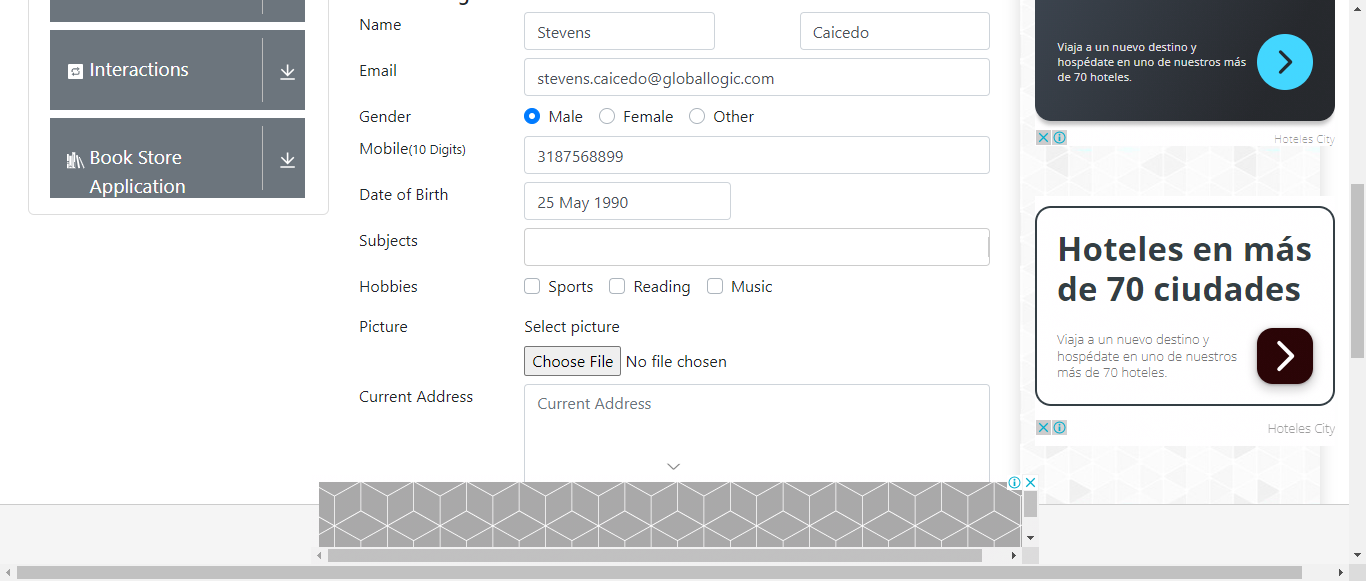 Interactions
Book Store
Application
Name
Stevens
Caicedo
Email
stevens.caicedo@globallogic.com
Gender
Male
Female
Other
Mobile(10 Digits)
3187568899
Date of Birth
25 May 1990
Subjects
Hobbies
Sports
Reading
Music
Picture
Select picture
Choose File No file chosen
Current Address
Current Address
Viaja a un nuevo destino y
hospédate en uno de nuestros más
de 70 hoteles.
Hoteles City
Hoteles en más
de 70 ciudades
Viaja a un nuevo destino y
hospédate en uno de nuestros
más de 70 hoteles.
Hoteles City